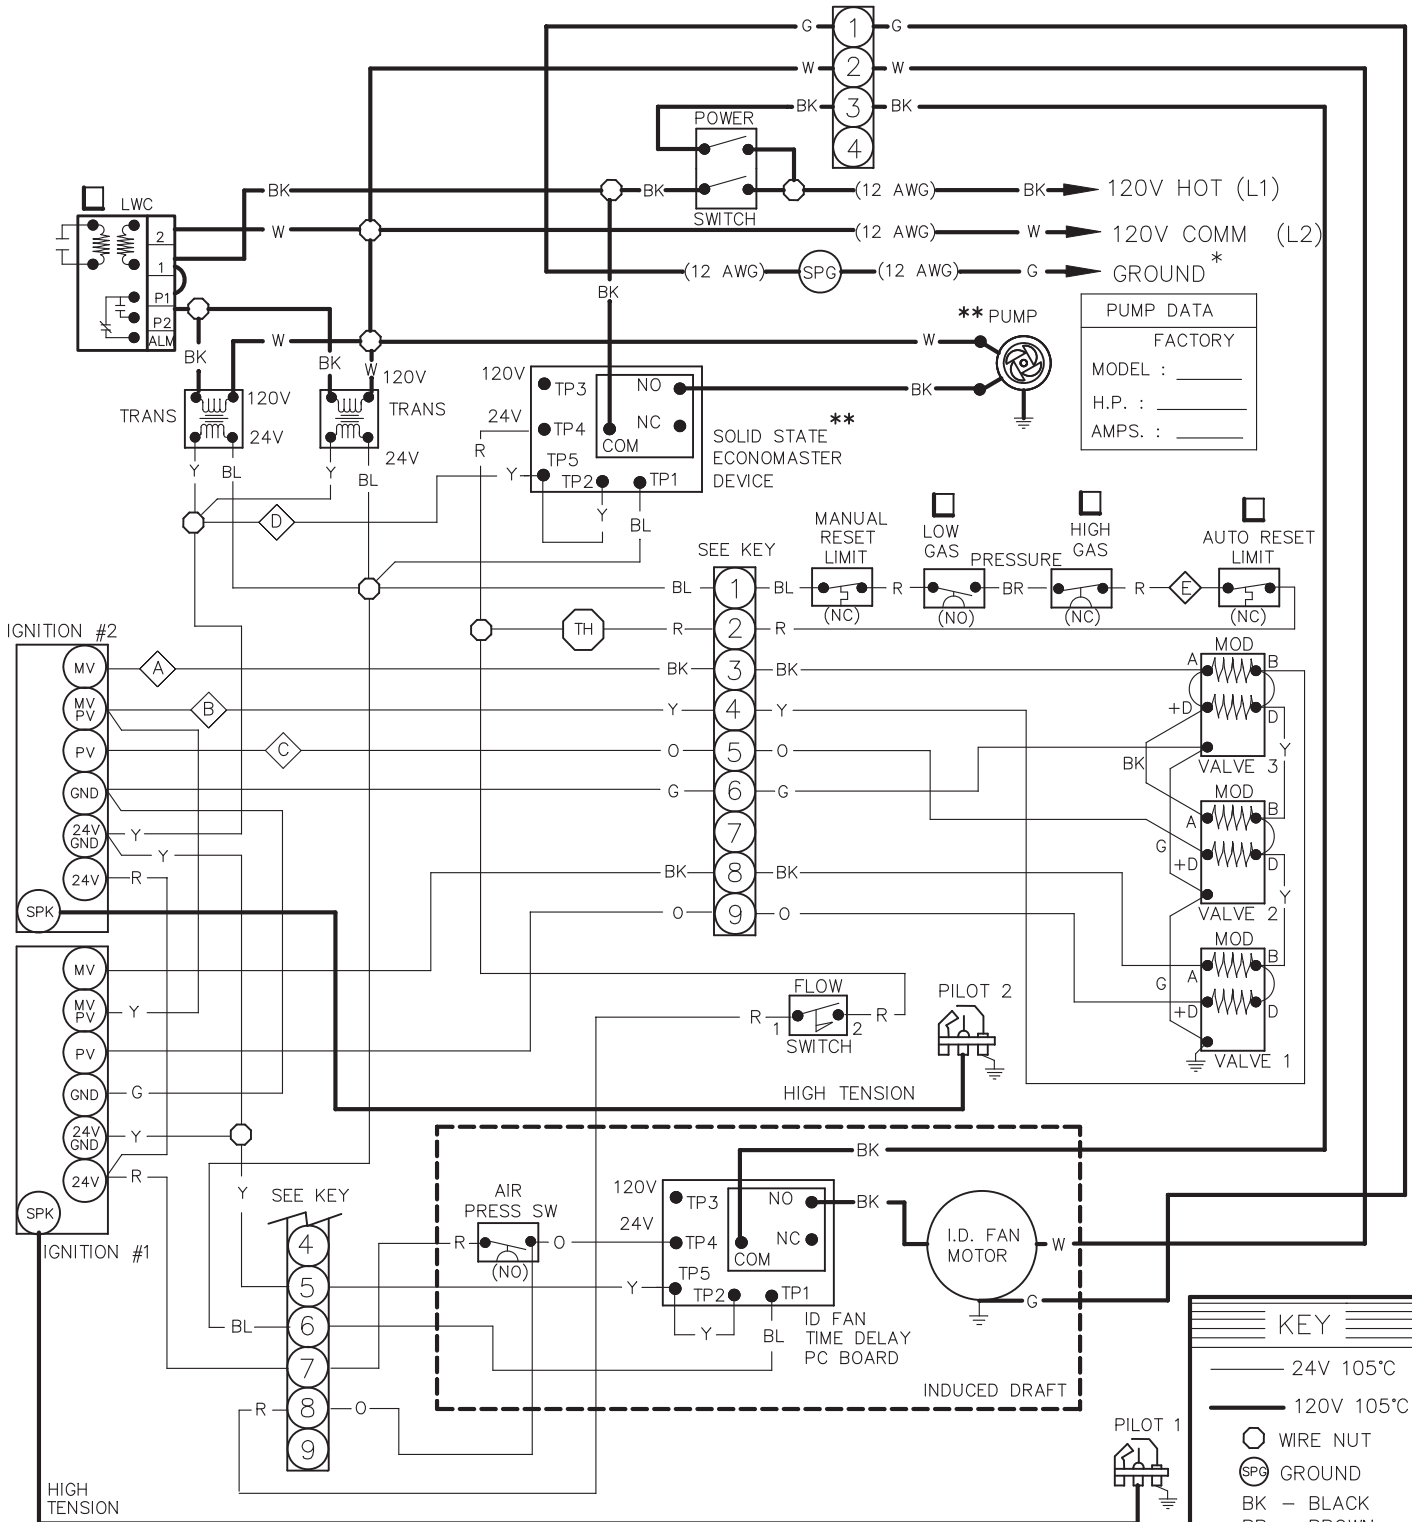 G 1 G
W 2 W
BK 3 BK
4
POWER
SWITCH
BK
BK
(12 AWG)
BK
120V HOT (L1)
LWC
2
1
P1
P2
ALM
W
(12 AWG)
W
120V COMM (L2)
(12 AWG)
SPG
(12 AWG)
G
GROUND *
BK
PUMP DATA
FACTORY
MODEL :
H.P. :
AMPS. :
** PUMP
W
W
BK
BK
BK
W
TRANS
120V
24V
120V
TRANS
24V
Y
BL
Y
BL
120V
TP3
24V
TP4
TP5
TP2
TP1
NO
NC
COM
SOLID STATE **
ECONOMASTER
DEVICE
R
Y
Y
BL
D
SEE KEY
MANUAL
RESET
LIMIT
(NC)
LOW
GAS
PRESSURE
(NO)
HIGH
GAS
(NC)
AUTO RESET
LIMIT
(NC)
BL 1 BL
R
BR
R
E
TH
R 2 R
IGNITION #2
MV
A
BK 3 BK
MV
PV
B
Y 4 Y
PV
C
O 5 O
GND
G 6 G
7
24V
GND
Y
Y
24V
R
BK 8 BK
SPK
O 9 O
MOD
A
B
+D
D
VALVE 3
BK
Y
MOD
A
B
G
+D
D
VALVE 2
Y
MOD
A
B
G
+D
D
VALVE 1
MV
MV
PV
Y
PV
GND
G
24V
GND
Y
24V
R
SPK
IGNITION #1
FLOW
R
1
2
R
SWITCH
PILOT 2
HIGH TENSION
Y
SEE KEY
4
5
BL 6
7
R 8 O
9
AIR
PRESS SW
R
O
(NO)
120V
TP3
24V
TP4
TP5
TP2
TP1
NO
NC
COM
BK
BK
Y
Y
BL
ID FAN
TIME DELAY
PC BOARD
I.D. FAN
MOTOR
W
G
INDUCED DRAFT
HIGH
TENSION
PILOT 1
KEY
24V 105°C
120V 105°C
WIRE NUT
SPG GROUND
BK – BLACK
BR – BROWN